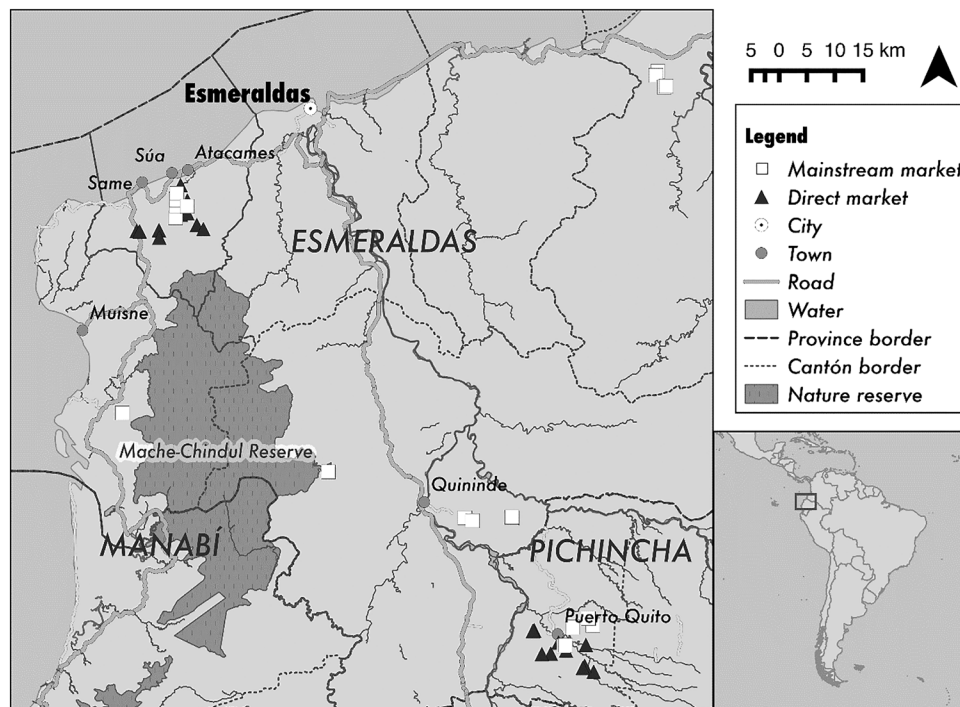 Esmeraldas
Súa
Atacames
Same
ESMERALDAS
Muisne
Mache-Chindul Reserve
Quininde
MANABÍ
PICHINCHA
Puerto Quito
5 0 5 10 15 km
Legend
Mainstream market
Direct market
City
Town
Road
Water
Province border
Cantón border
Nature reserve